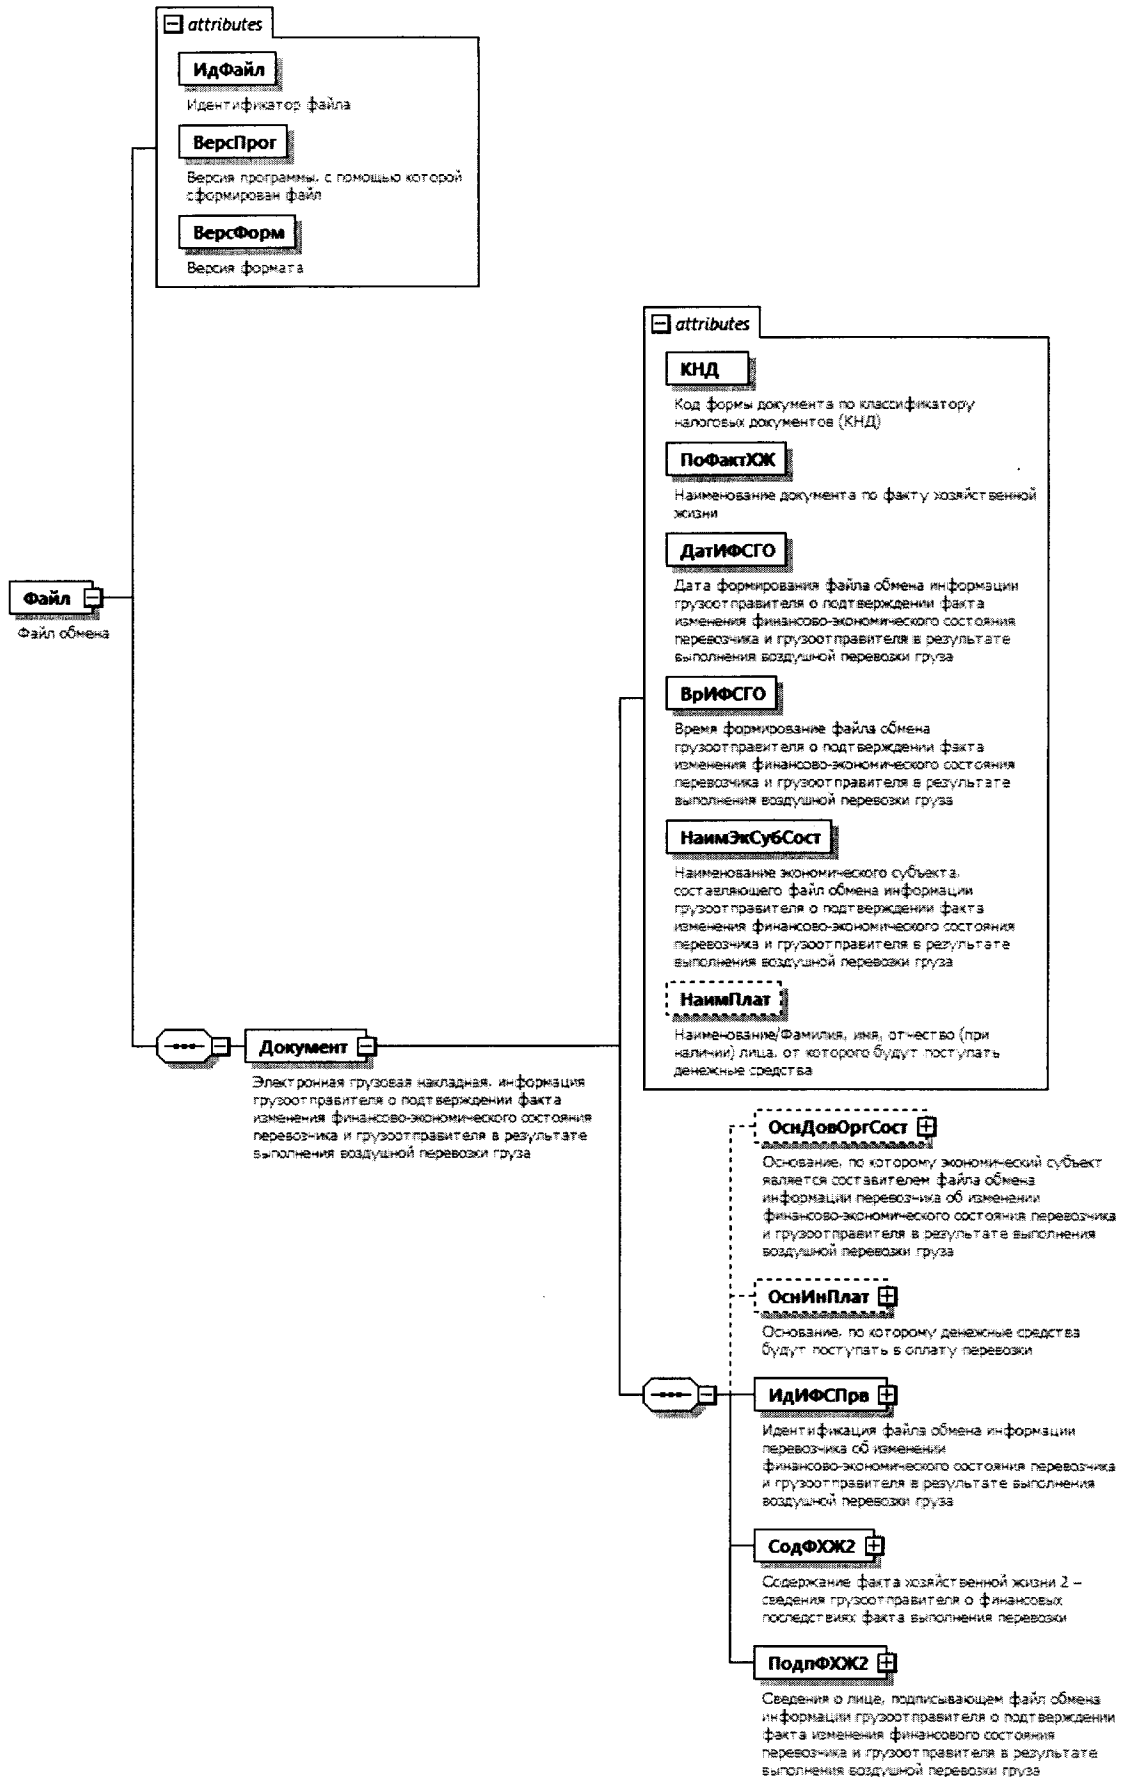 attributes
ИдФайл
Идентификатор файла
ВерсПрог
Версия программы, с помощью которой
сформирован файл
ВерсФорм
Версия формата
Файл
Файл обмена
attributes
КНД
Код формы документа по классификатору
налоговых документов (КНД)
ПоФактХЖ
Наименование документа по факту хозяйственной
жизни
ДатИФСГО
Дата формирования файла обмена информации
грузоотправителя о подтверждении факта
изменения финансово-экономического состояния
перевозчика и грузоотправителя в результате
выполнения воздушной перевозки груза
ВрИФСГО
Время формирование файла обмена
грузоотправителя о подтверждении факта
изменения финансово-экономического состояния
перевозчика и грузоотправителя в результате
выполнения воздушной перевозки груза
НаимЭкСубСост
Наименование экономического субъекта,
составляющего файл обмена информации
грузоотправителя о подтверждении факта
изменения финансово-экономического состояния
перевозчика и грузоотправителя в результате
выполнения воздушной перевозки груза
НаимПлат
Наименование/Фамилия, имя, отчество (при
наличии) лица, от которого будут поступать
денежные средства
Документ
Электронная грузовая накладная, информация
грузоотправителя о подтверждении факта
изменения финансово-экономического состояния
перевозчика и грузоотправителя в результате
выполнения воздушной перевозки груза
ОснДовОргСост
Основание, по которому экономический субъект
является составителем файла обмена
информации перевозчика об изменении
финансово-экономического состояния перевозчика
и грузоотправителя в результате выполнения
воздушной перевозки груза
ОснИнПлат
Основание, по которому денежные средства
будут поступать в оплату перевозки
ИдИФСПрв
Идентификация файла обмена информации
перевозчика об изменении
финансово-экономического состояния перевозчика
и грузоотправителя в результате выполнения
воздушной перевозки груза
СодФХЖ2
Содержание факта хозяйственной жизни 2 –
сведения грузоотправителя о финансовых
последствиях факта выполнения перевозки
ПодпФХЖ2
Сведения о лице, подписывающем файл обмена
информации грузоотправителя о подтверждении
факта изменения финансового состояния
перевозчика и грузоотправителя в результате
выполнения воздушной перевозки груза